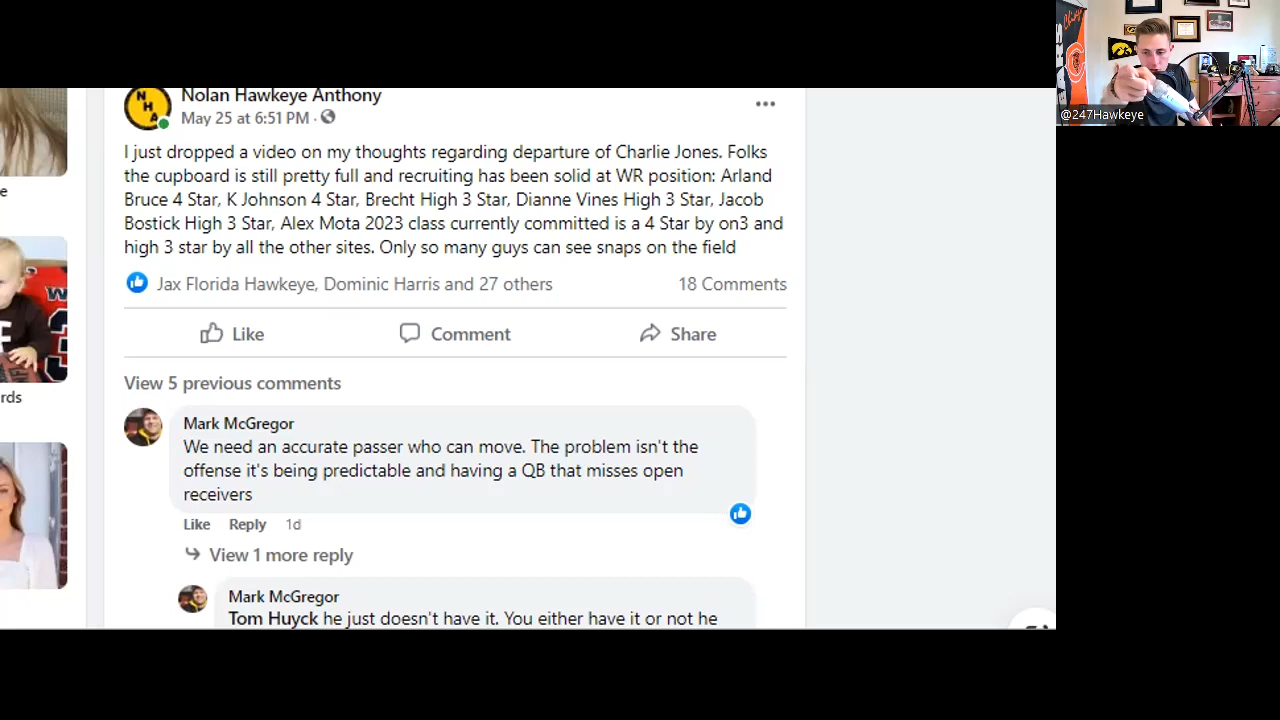 Nolan Hawkeye Anthony
May 25 at 6:51 PM ·
I just dropped a video on my thoughts regarding departure of Charlie Jones. Folks
the cupboard is still pretty full and recruiting has been solid at WR position: Arland
Bruce 4 Star, K Johnson 4 Star, Brecht High 3 Star, Dianne Vines High 3 Star, Jacob
Bostick High 3 Star, Alex Mota 2023 class currently committed is a 4 Star by on3 and
high 3 star by all the other sites. Only so many guys can see snaps on the field
Jax Florida Hawkeye, Dominic Harris and 27 others
18 Comments
Like
Comment
Share
View 5 previous comments
Mark McGregor
We need an accurate passer who can move. The problem isn't the
offense it's being predictable and having a QB that misses open
receivers
Like Reply 1d
View 1 more reply
Mark McGregor
Tom Huyck he just doesn't have it. You either have it or not he
e
rds
NHA
@247Hawkeye